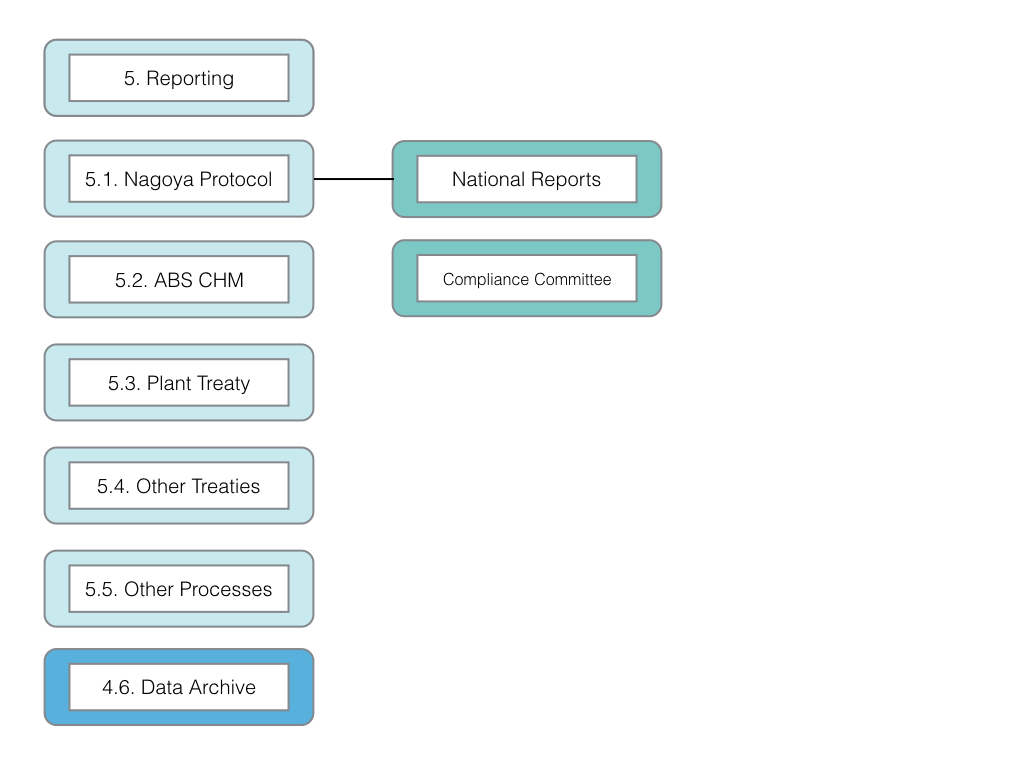 5. Reporting
5.1. Nagoya Protocol
National Reports
5.2. ABS CHM
Compliance Committee
5.3. Plant Treaty
5.4. Other Treaties
5.5. Other Processes
4.6. Data Archive